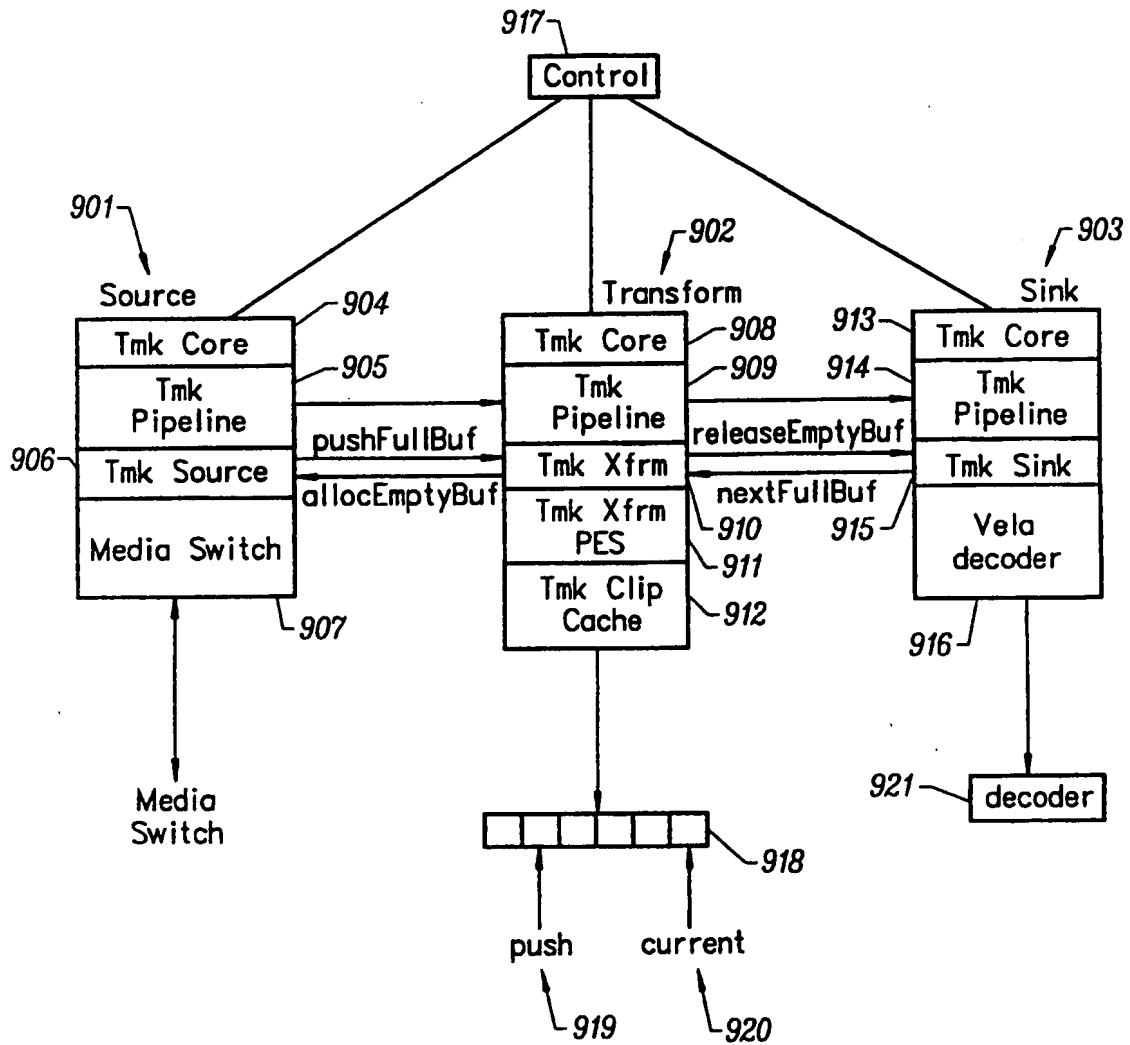 917
Control
901
902
903
Source
Transform
Sink
904
Tmk Core
905
Tmk
Pipeline
906
Tmk Source
Media Switch
907
pushFullBuf
allocEmptyBuf
908
Tmk Core
909
Tmk
Pipeline
Tmk Xfrm
910
Tmk Xfrm
PES
911
Tmk Clip
Cache
912
releaseEmptyBuf
nextFullBuf
913
Tmk Core
914
Tmk
Pipeline
Tmk Sink
915
Vela
decoder
916
Media
Switch
921
decoder
918
push
current
919
920